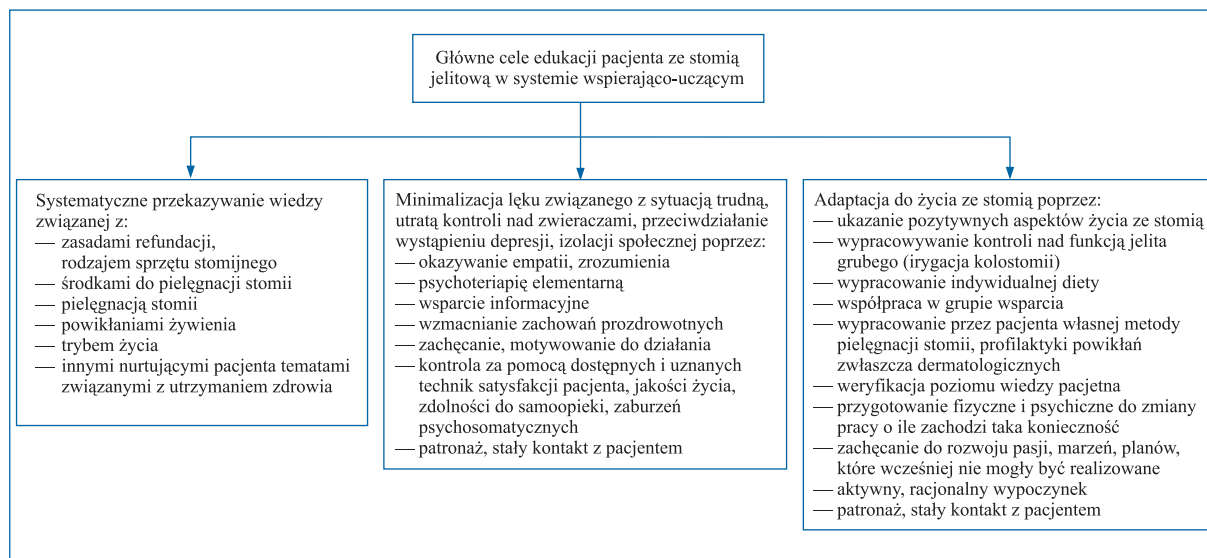 Główne cele edukacji pacjenta ze stomią
jelitową w systemie wspierająco-uczącym
Systematyczne przekazywanie wiedzy
związanej z:
— zasadami refundacji,
rodzajem sprzętu stomijnego
— środkami do pielęgnacji stomii
— pielęgnacją stomii
— powikłaniami żywienia
— trybem życia
— innymi nurtującymi pacjenta tematami
związanymi z utrzymaniem zdrowia
Minimalizacja lęku związanego z sytuacją trudną,
utratą kontroli nad zwieraczami, przeciwdziałanie
wystąpieniu depresji, izolacji społecznej poprzez:
— okazywanie empatii, zrozumienia
— psychoteriapię elementarną
— wsparcie informacyjne
— wzmacnianie zachowań prozdrowotnych
— zachęcanie, motywowanie do działania
— kontrola za pomocą dostępnych i uznanych
technik satysfakcji pacjenta, jakości życia,
zdolności do samoopieki, zaburzeń
psychosomatycznych
— patronaż, stały kontakt z pacjentem
Adaptacja do życia ze stomią poprzez:
— ukazanie pozytywnych aspektów życia ze stomią
— wypracowywanie kontroli nad funkcją jelita
grubego (irygacja kolostomii)
— wypracowanie indywidualnej diety
— współpraca w grupie wsparcia
— wypracowanie przez pacjenta własnej metody
pielęgnacji stomii, profilaktyki powikłań
zwłaszcza dermatologicznych
— weryfikacja poziomu wiedzy pacjetna
— przygotowanie fizyczne i psychiczne do zmiany
pracy o ile zachodzi taka konieczność
— zachęcanie do rozwoju pasji, marzeń, planów,
które wcześniej nie mogły być realizowane
— aktywny, racjonalny wypoczynek
— patronaż, stały kontakt z pacjentem